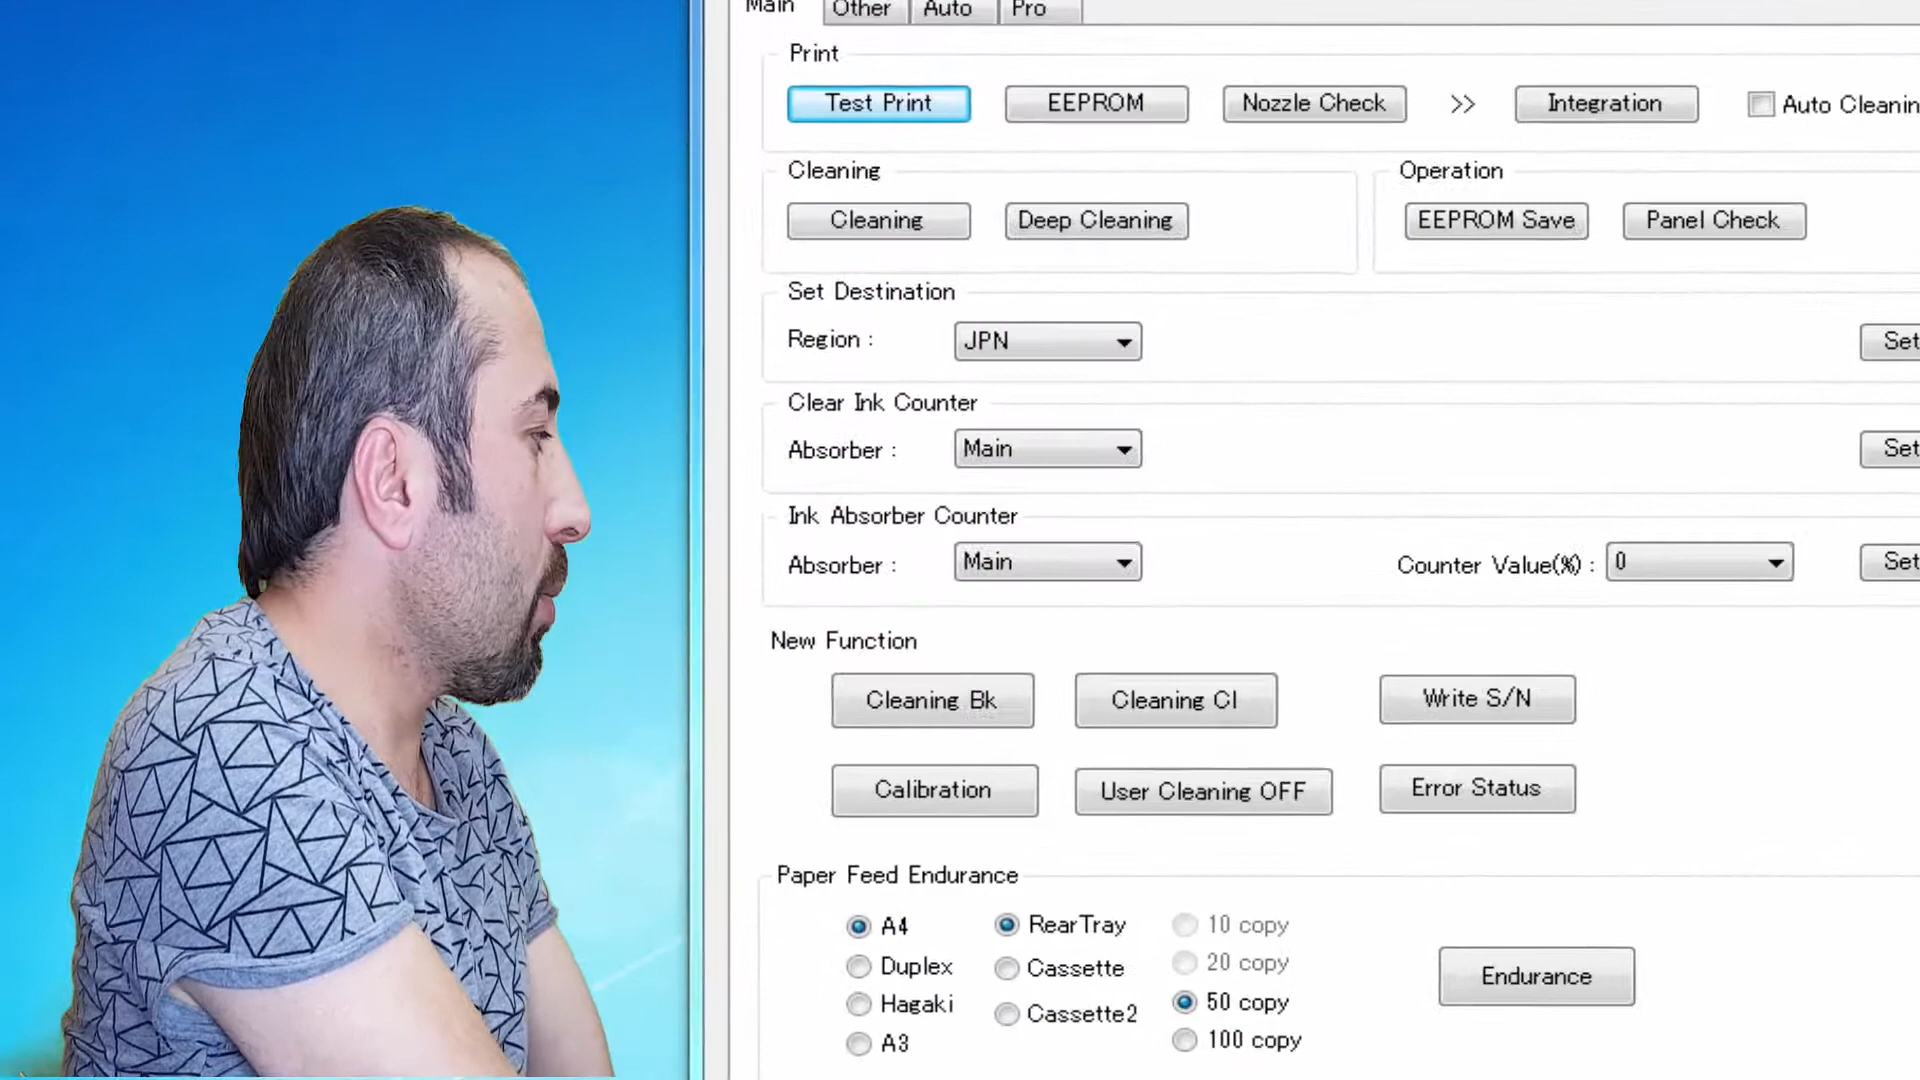 Main Other Auto Pro
Print
Test Print EEPROM Nozzle Check >> Integration Auto Cleanin
Cleaning Operation
Cleaning Deep Cleaning EEPROM Save Panel Check
Set Destination
Region : JPN Set
Clear Ink Counter
Absorber : Main Set
Ink Absorber Counter
Absorber : Main Counter Value(%) : 0 Set
New Function
Cleaning Bk Cleaning Cl Write S/N
Calibration User Cleaning OFF Error Status
Paper Feed Endurance
A4 RearTray 10 copy
Duplex Cassette 20 copy
Hagaki Cassette2 50 copy
A3 100 copy
Endurance